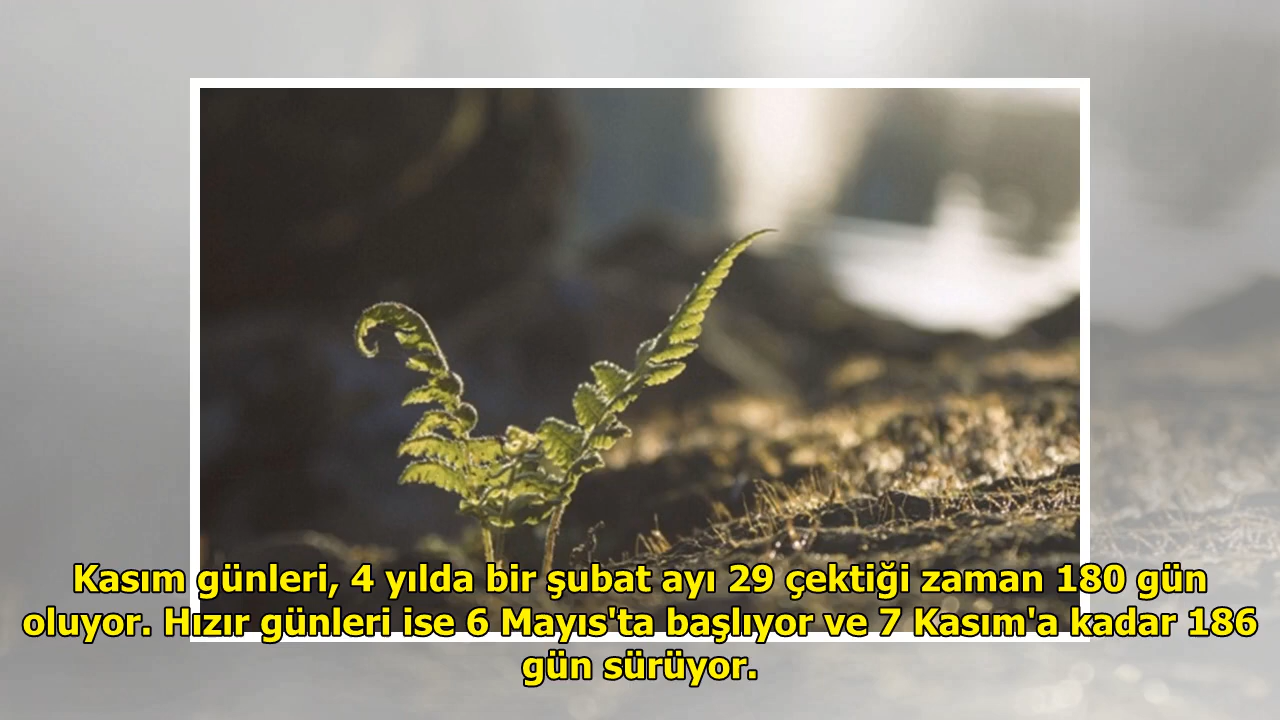 Kasım günleri, 4 yılda bir şubat ayı 29 çektiği zaman 180 gün
oluyor. Hızır günleri ise 6 Mayıs'ta başlıyor ve 7 Kasım'a kadar 186
gün sürüyor.